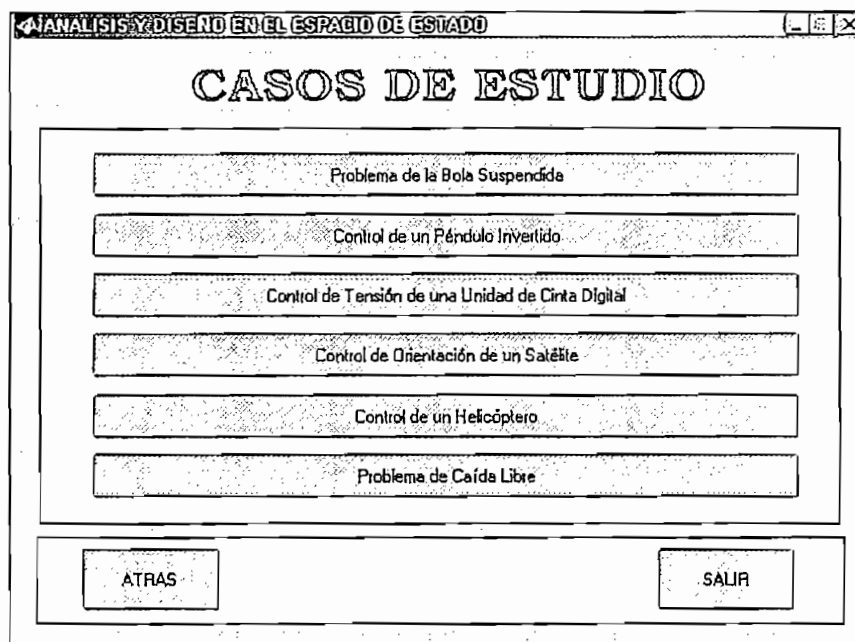 ANALISIS Y DISEÑO EN EL ESPACIO DE ESTADO
CASOS DE ESTUDIO
Problema de la Bola Suspendida
Control de un Péndulo Invertido
Control de Tensión de una Unidad de Cinta Digital
Control de Orientación de un Satélite
Control de un Helicóptero
Problema de Caída Libre
ATRAS
SALIR